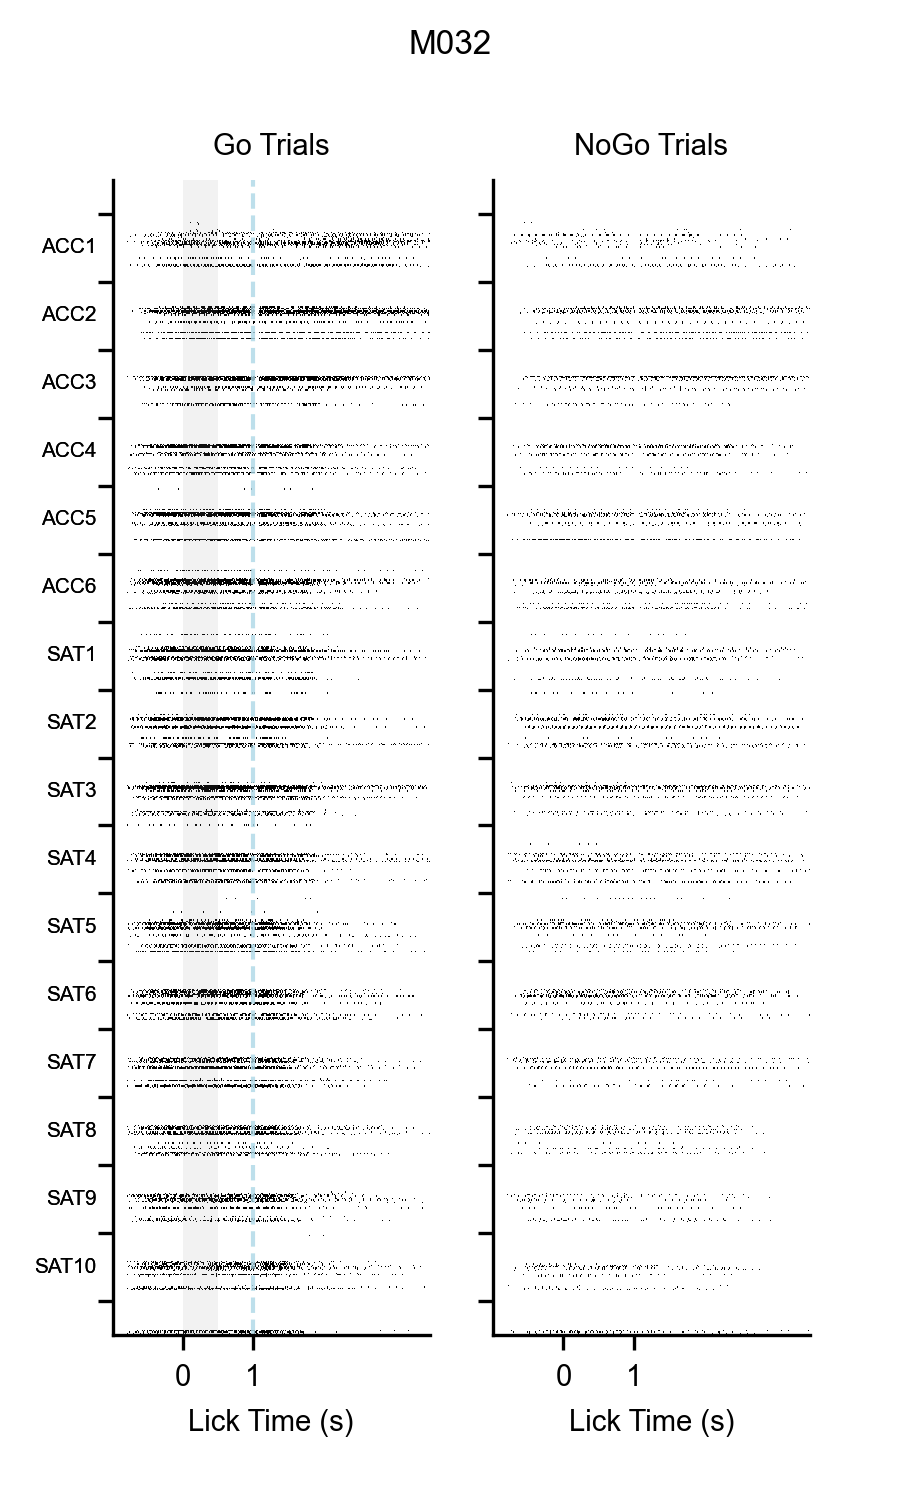 M032
Go Trials
NoGo Trials
ACC1
ACC2
ACC3
ACC4
ACC5
ACC6
SAT1
SAT2
SAT3
SAT4
SAT5
SAT6
SAT7
SAT8
SAT9
SAT10
0 1
0 1
Lick Time (s)
Lick Time (s)